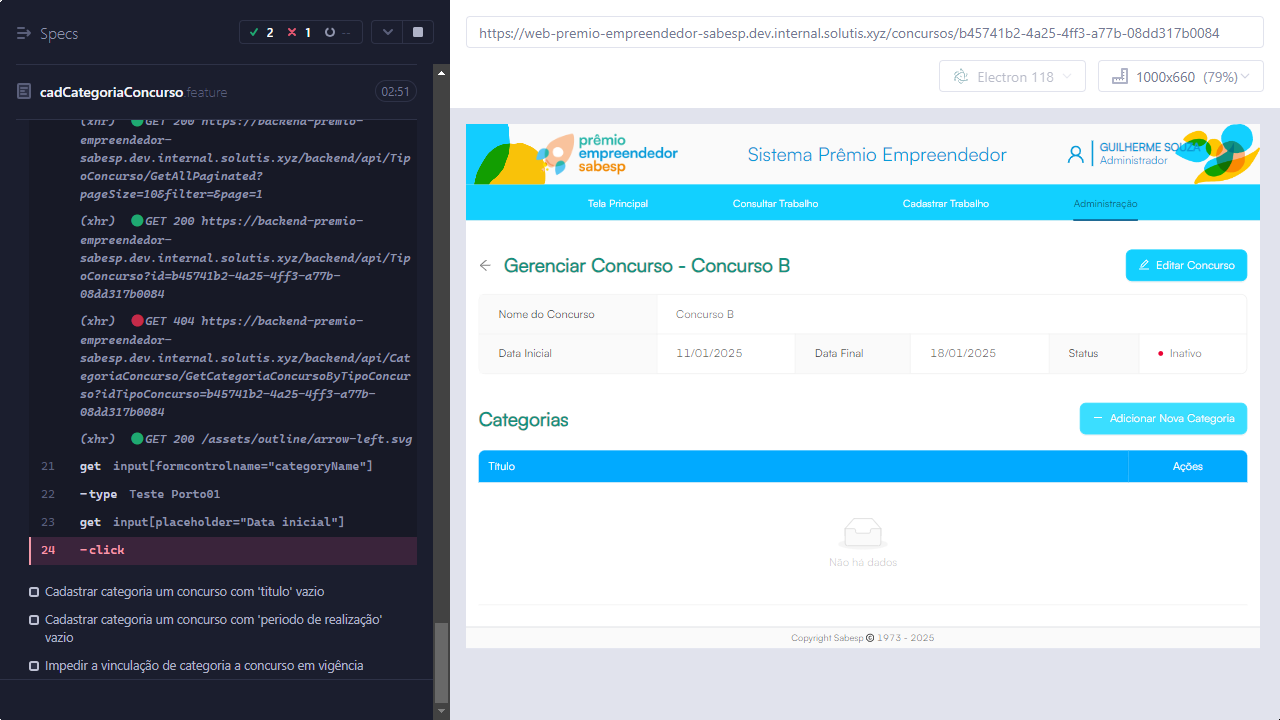 Specs
2
1
--
cadCategoriaConcurso feature
02:51
(xhr) GET 200 https://backend-premio-
empreendedor-
sabesp.dev.internal.solutis.xyz/backend/api/Tip
oConcurso/GetAllPaginated?
pageSize=10&filter=&page=1
(xhr) GET 200 https://backend-premio-
empreendedor-
sabesp.dev.internal.solutis.xyz/backend/api/Tip
oConcurso?id=b45741b2-4a25-4ff3-a77b-
08dd317b0084
(xhr) GET 404 https://backend-premio-
empreendedor-
sabesp.dev.internal.solutis.xyz/backend/api/Cat
egoriaConcurso/GetCategoriaConcursoByTipoConcur
so?idTipoConcurso=b45741b2-4a25-4ff3-a77b-
08dd317b0084
(xhr) GET 200 /assets/outline/arrow-left.svg
21 get input[formcontrolname="categoryName"]
22 -type Teste Porto01
23 get input[placeholder="Data inicial"]
24 -click
Cadastrar categoria um concurso com 'titulo' vazio
Cadastrar categoria um concurso com 'periodo de realização'
vazio
Impedir a vinculação de categoria a concurso em vigência
https://web-premio-empreendedor-sabesp.dev.internal.solutis.xyz/concursos/b45741b2-4a25-4ff3-a77b-08dd317b0084
Electron 118
1000x660 (79%)
prêmio
empreendedor
sabesp
Sistema Prêmio Empreendedor
GUILHERME SOUZA
Administrador
Tela Principal
Consultar Trabalho
Cadastrar Trabalho
Administração
Gerenciar Concurso - Concurso B
Editar Concurso
Nome do Concurso
Concurso B
Data Inicial
11/01/2025
Data Final
18/01/2025
Status
Inativo
Categorias
Adicionar Nova Categoria
Título
Ações
Não há dados
Copyright Sabesp © 1973 - 2025